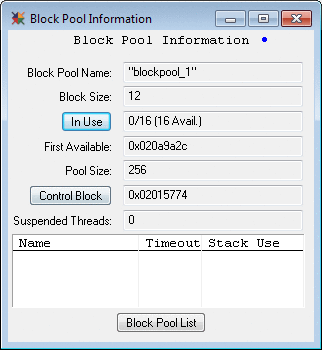 Block Pool Information
Block Pool Information
Block Pool Name: "blockpool_1"
Block Size: 12
In Use 0/16 (16 Avail.)
First Available: 0x020a9a2c
Pool Size: 256
Control Block 0x02015774
Suspended Threads: 0
Name Timeout Stack Use
Block Pool List